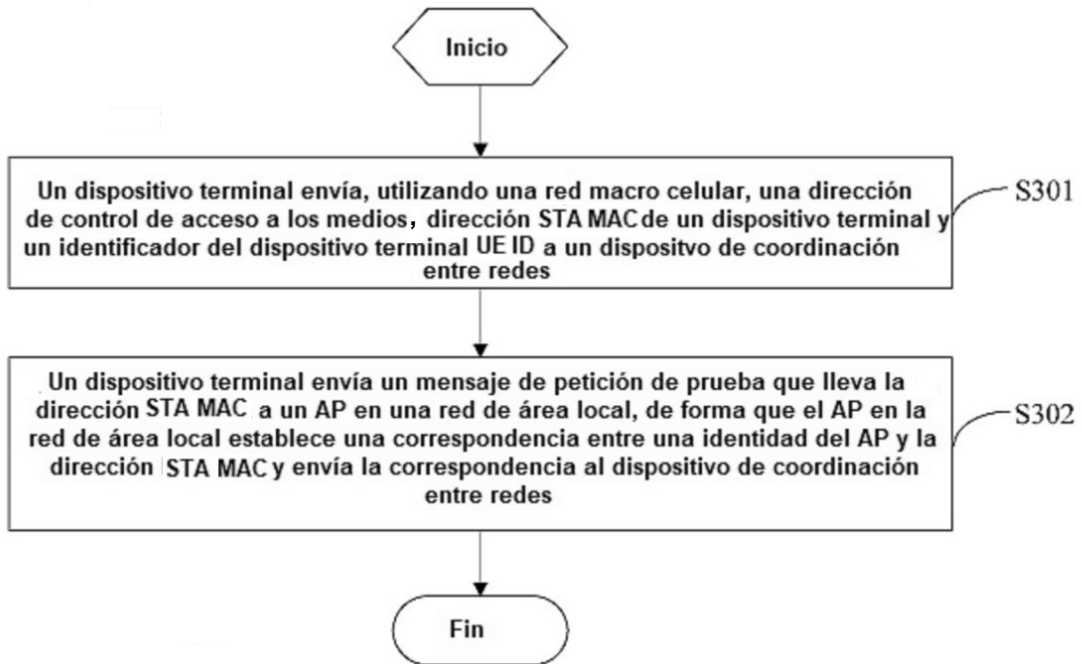 Inicio
Un dispositivo terminal envía, utilizando una red macro celular, una dirección
de control de acceso a los medios, dirección STA MAC de un dispositivo terminal y
un identificador del dispositivo terminal UE ID a un dispositvo de coordinación
entre redes
S301
Un dispositivo terminal envía un mensaje de petición de prueba que lleva la
dirección STA MAC a un AP en una red de área local, de forma que el AP en la
red de área local establece una correspondencia entre una identidad del AP y la
dirección STA MAC y envía la correspondencia al dispositivo de coordinación
entre redes
S302
Fin